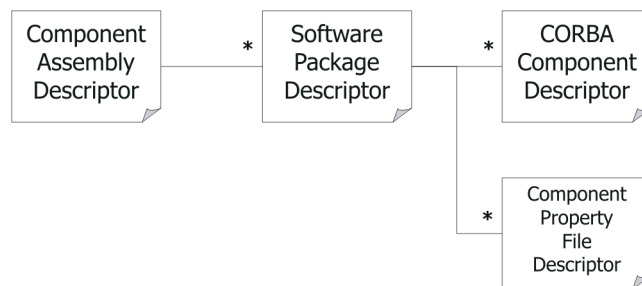 Component
Assembly
Descriptor
*
Software
Package
Descriptor
*
CORBA
Component
Descriptor
*
Component
Property
File
Descriptor